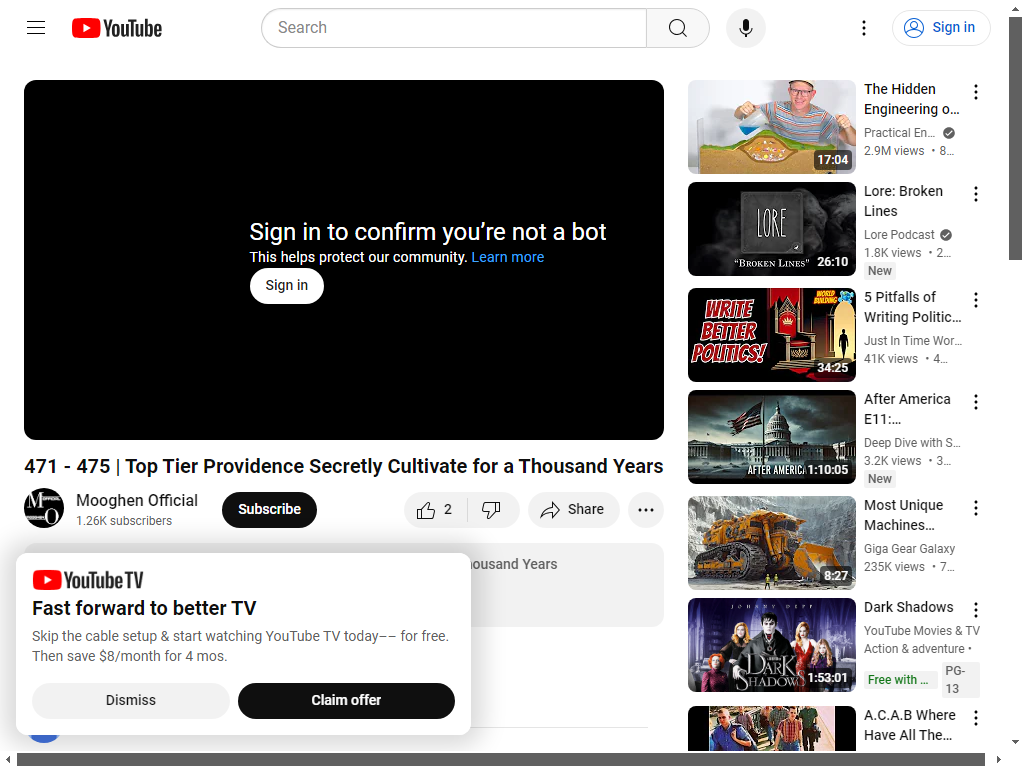 YouTube
Search
Sign in
Sign in to confirm you’re not a bot
This helps protect our community. Learn more
Sign in
471 - 475 | Top Tier Providence Secretly Cultivate for a Thousand Years
Mooghen Official
1.26K subscribers
Subscribe
2
Share
housand Years
YouTube TV
Fast forward to better TV
Skip the cable setup & start watching YouTube TV today–– for free.
Then save $8/month for 4 mos.
Dismiss
Claim offer
17:04
The Hidden
Engineering o...
Practical En...
2.9M views • 8...
LORE
"BROKEN LINES"
26:10
Lore: Broken
Lines
Lore Podcast
1.8K views • 2...
New
WORLD
BUILDING
WRITE
BETTER
POLITICS!
34:25
5 Pitfalls of
Writing Politic...
Just In Time Wor...
41K views • 4...
AFTER AMERICA
1:10:05
After America
E11:...
Deep Dive with S...
3.2K views • 3...
New
8:27
Most Unique
Machines...
Giga Gear Galaxy
235K views • 7...
JOHNNY DEPP
DARK
SHADOWS
1:53:01
Dark Shadows
YouTube Movies & TV
Action & adventure •
Free with ...
PG-
13
A.C.A.B Where
Have All The...